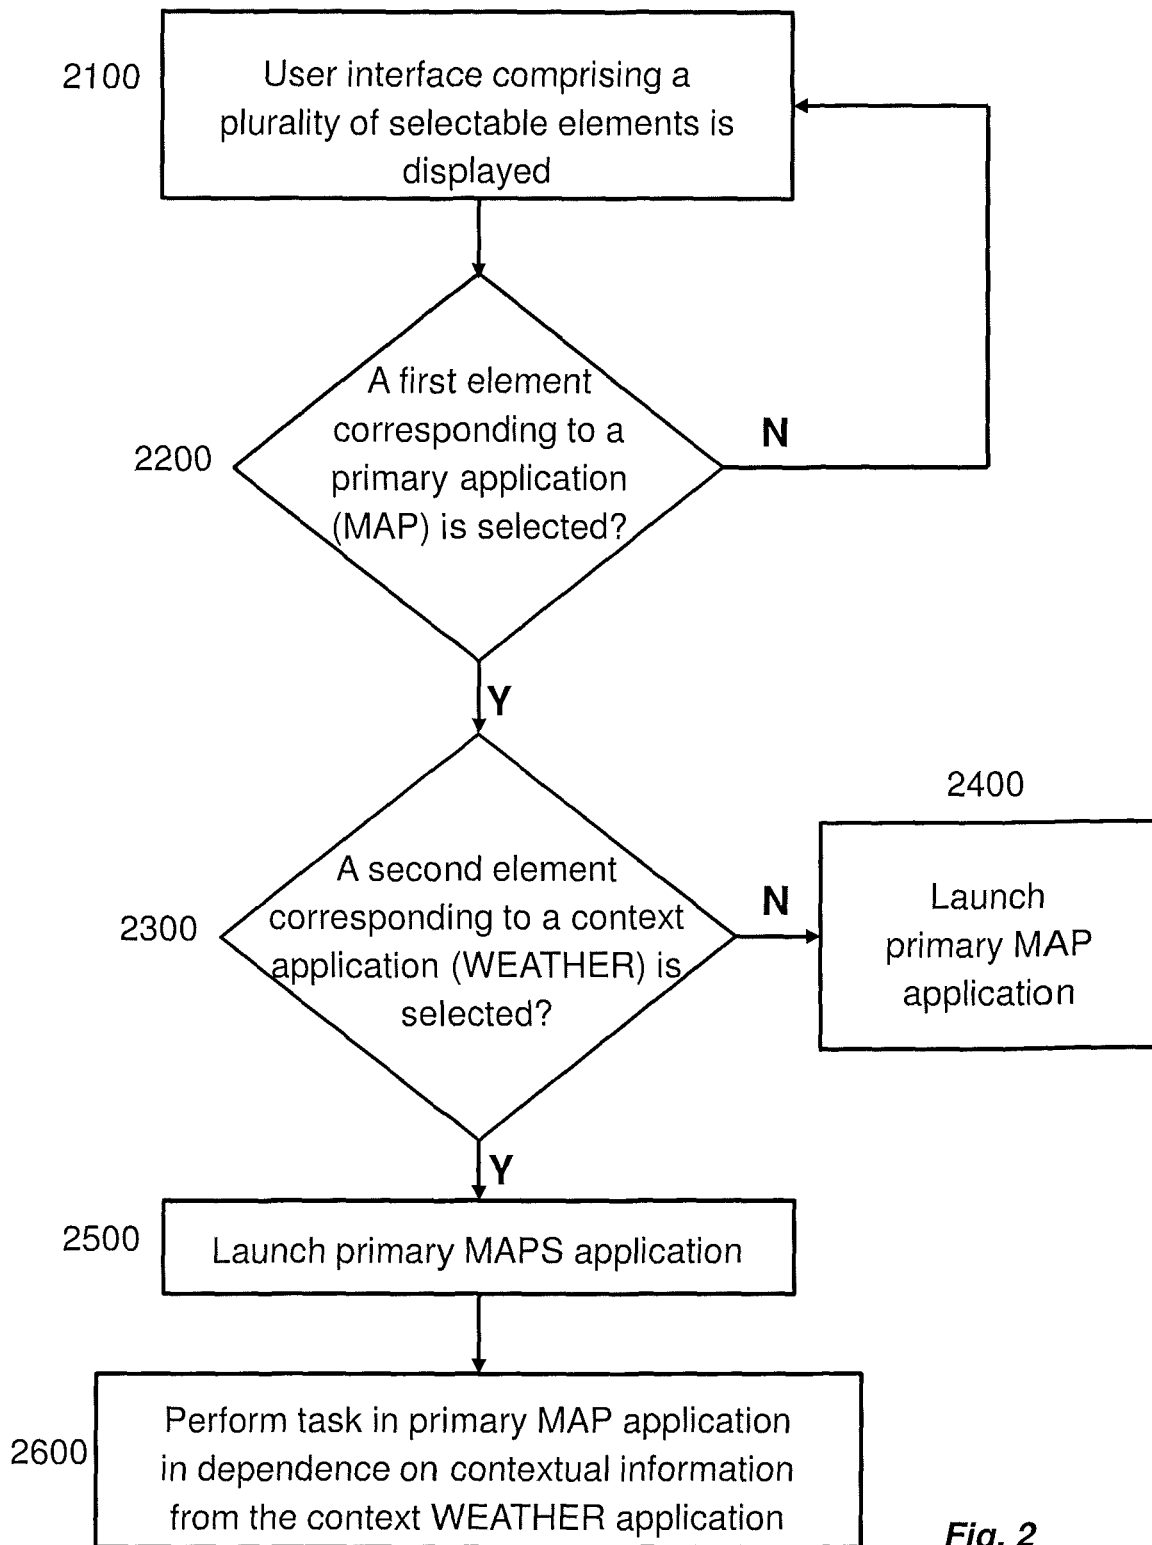 2100
User interface comprising a
plurality of selectable elements is
displayed
2200
A first element
corresponding to a
primary application
(MAP) is selected?
N
Y
2300
A second element
corresponding to a context
application (WEATHER) is
selected?
N
2400
Launch
primary MAP
application
Y
2500
Launch primary MAPS application
2600
Perform task in primary MAP application
in dependence on contextual information
from the context WEATHER application
Fig. 2